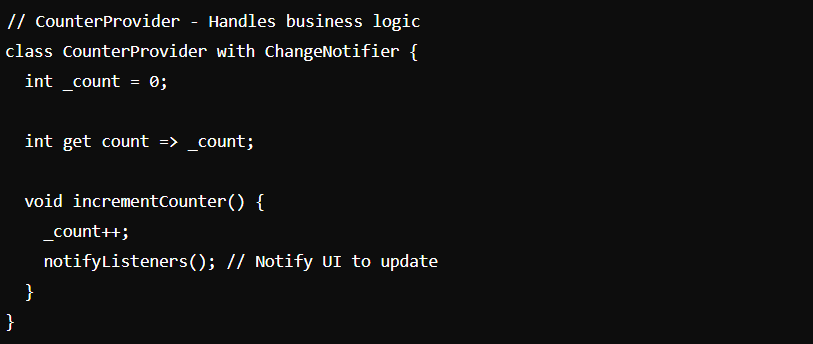 // CounterProvider - Handles business logic
class CounterProvider with ChangeNotifier {
  int _count = 0;

  int get count => _count;

  void incrementCounter() {
    _count++;
    notifyListeners(); // Notify UI to update
  }
}